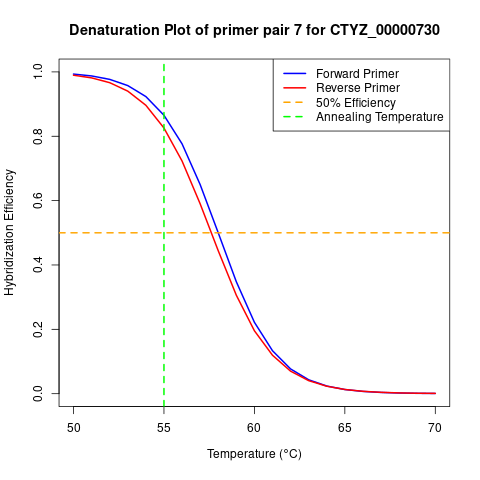 Denaturation Plot of primer pair 7 for CTYZ_00000730
Forward Primer
Reverse Primer
50% Efficiency
Annealing Temperature
Hybridization Efficiency
1.0
0.8
0.6
0.4
0.2
0.0
50 55 60 65 70
Temperature (°C)